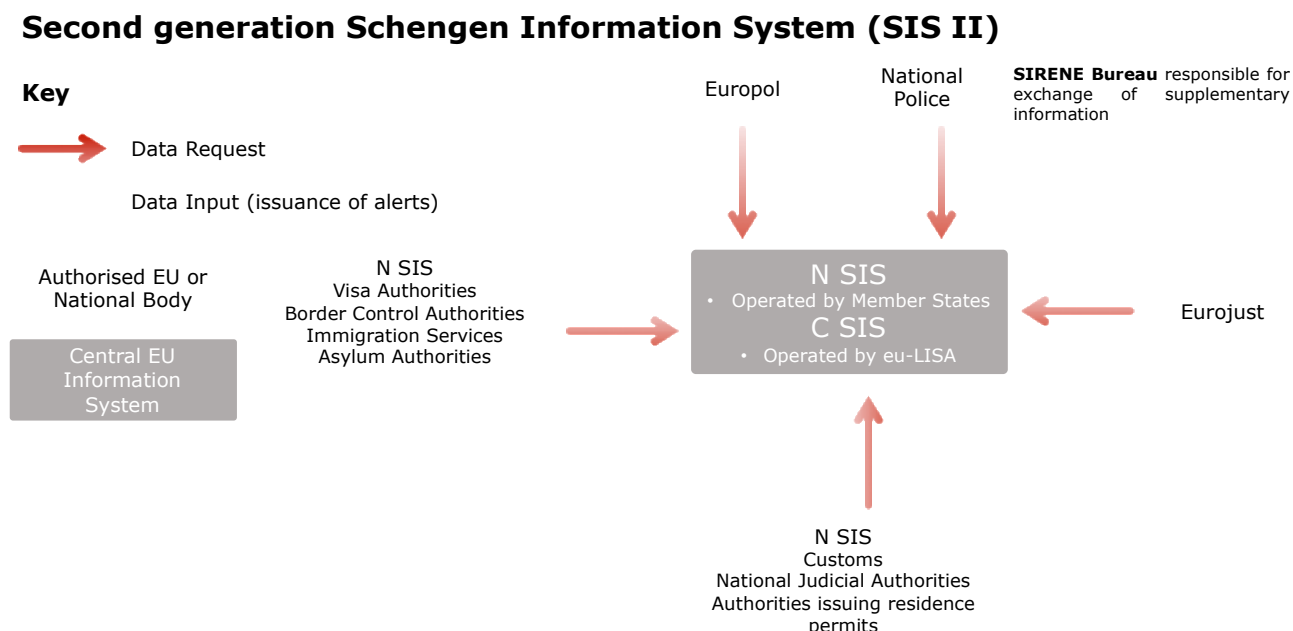 Second generation Schengen Information System (SIS II)
Key
Data Request
Data Input (issuance of alerts)
Authorised EU or
National Body
Central EU
Information
System
N SIS
Visa Authorities
Border Control Authorities
Immigration Services
Asylum Authorities
Europol
National
Police
SIRENE Bureau responsible for
exchange of supplementary
information
N SIS
• Operated by Member States
C SIS
• Operated by eu-LISA
Eurojust
N SIS
Customs
National Judicial Authorities
Authorities issuing residence
permits